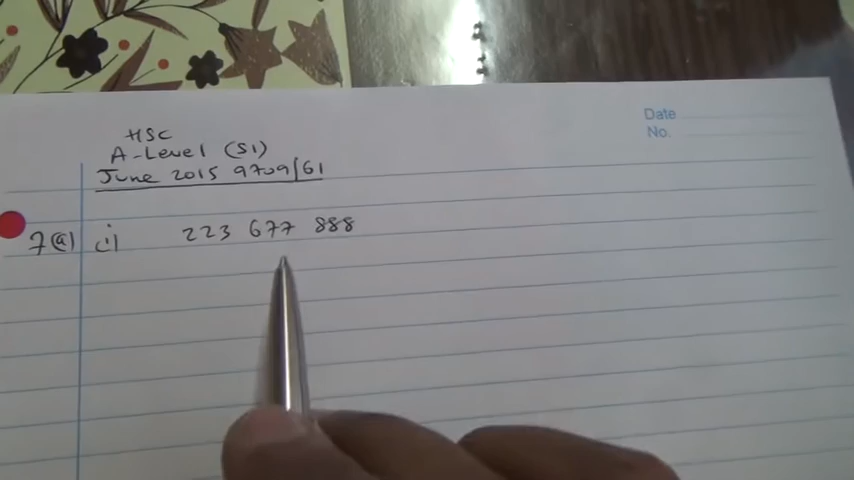 HSC
A-Level (S1)
June 2015 9709/61
Date
No.
7(a) (i) 223 677 888